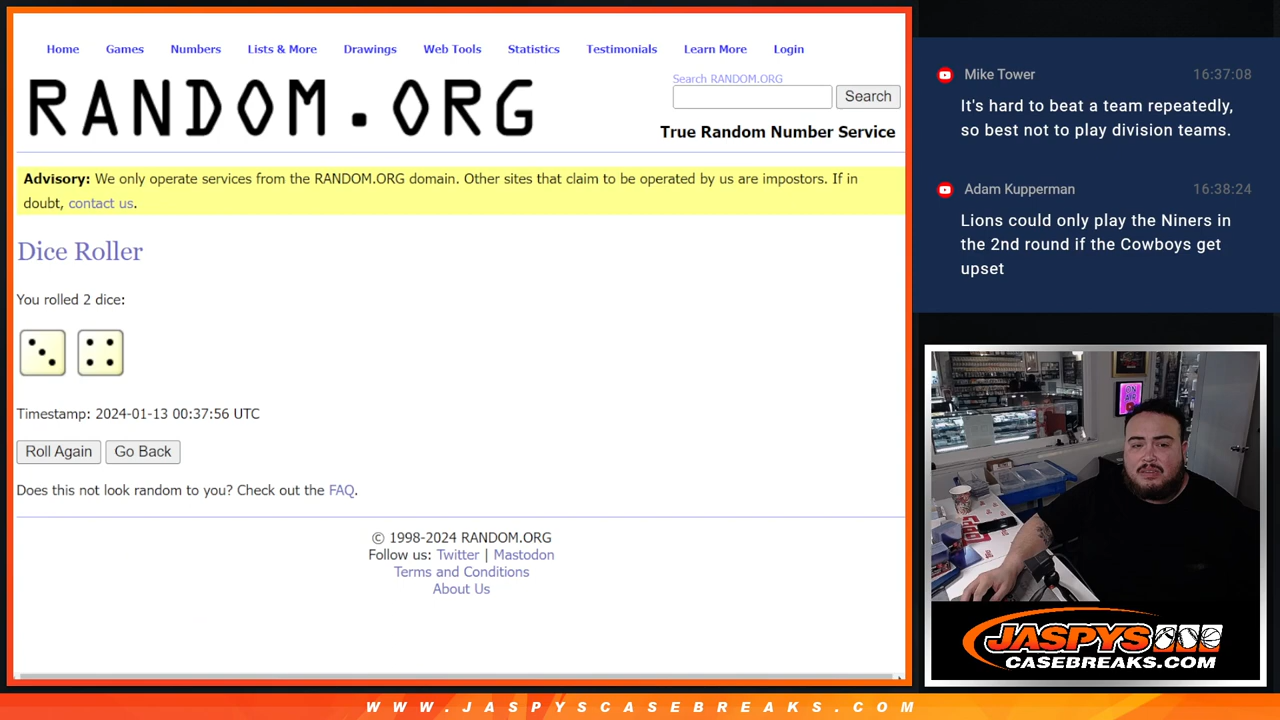 Home Games Numbers Lists & More Drawings Web Tools Statistics Testimonials Learn More Login
RANDOM.ORG
Search RANDOM.ORG
Search
True Random Number Service
Advisory: We only operate services from the RANDOM.ORG domain. Other sites that claim to be operated by us are impostors. If in
doubt, contact us.
Dice Roller
You rolled 2 dice:
Timestamp: 2024-01-13 00:37:56 UTC
Roll Again Go Back
Does this not look random to you? Check out the FAQ.
© 1998-2024 RANDOM.ORG
Follow us: Twitter | Mastodon
Terms and Conditions
About Us
Mike Tower 16:37:08
It's hard to beat a team repeatedly,
so best not to play division teams.
Adam Kupperman 16:38:24
Lions could only play the Niners in
the 2nd round if the Cowboys get
upset
ON
AIR
JASPYS
CASEBREAKS.COM
WWW.JASPYSCASEBREAKS.COM